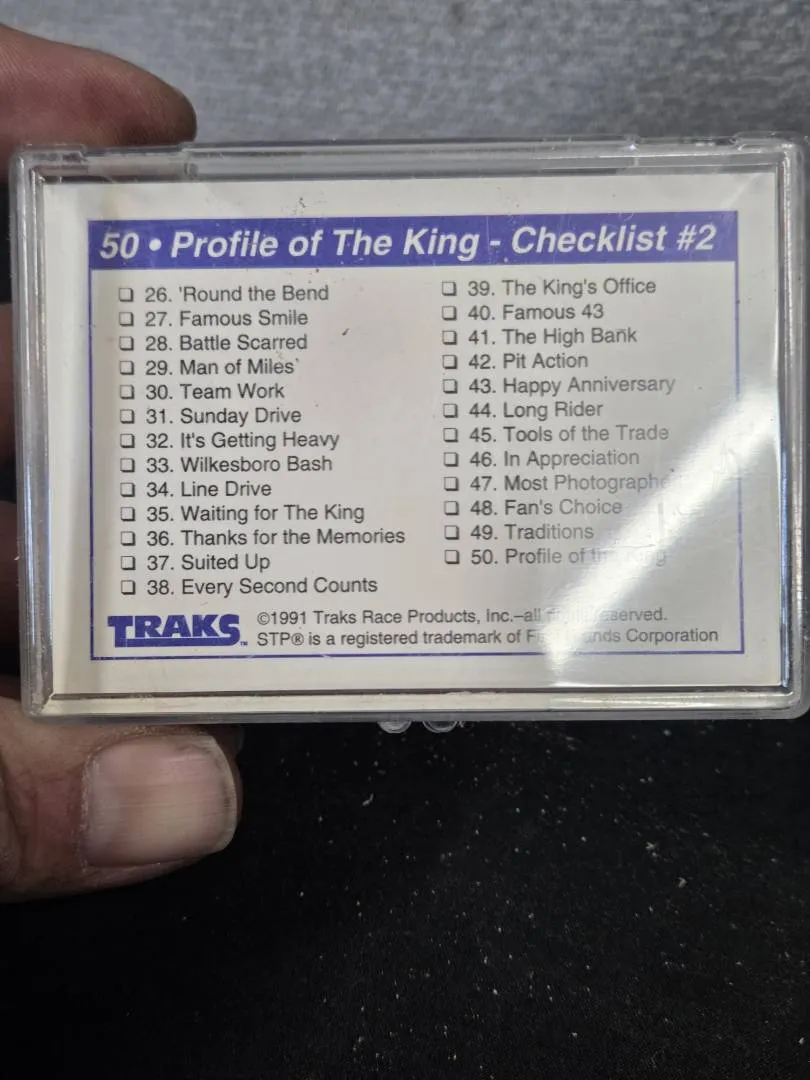 50 • Profile of The King - Checklist #2
❏ 26. 'Round the Bend
❏ 27. Famous Smile
❏ 28. Battle Scarred
❏ 29. Man of Miles
❏ 30. Team Work
❏ 31. Sunday Drive
❏ 32. It's Getting Heavy
❏ 33. Wilkesboro Bash
❏ 34. Line Drive
❏ 35. Waiting for The King
❏ 36. Thanks for the Memories
❏ 37. Suited Up
❏ 38. Every Second Counts
❏ 39. The King's Office
❏ 40. Famous 43
❏ 41. The High Bank
❏ 42. Pit Action
❏ 43. Happy Anniversary
❏ 44. Long Rider
❏ 45. Tools of the Trade
❏ 46. In Appreciation
❏ 47. Most
❏ 48. Fan's Choice
❏ 49. Traditions
❏ 50. Profile of
TRAKS™
©1991 Traks Race Products, Inc.–all reserved.
STP® is a registered trademark of Corporation